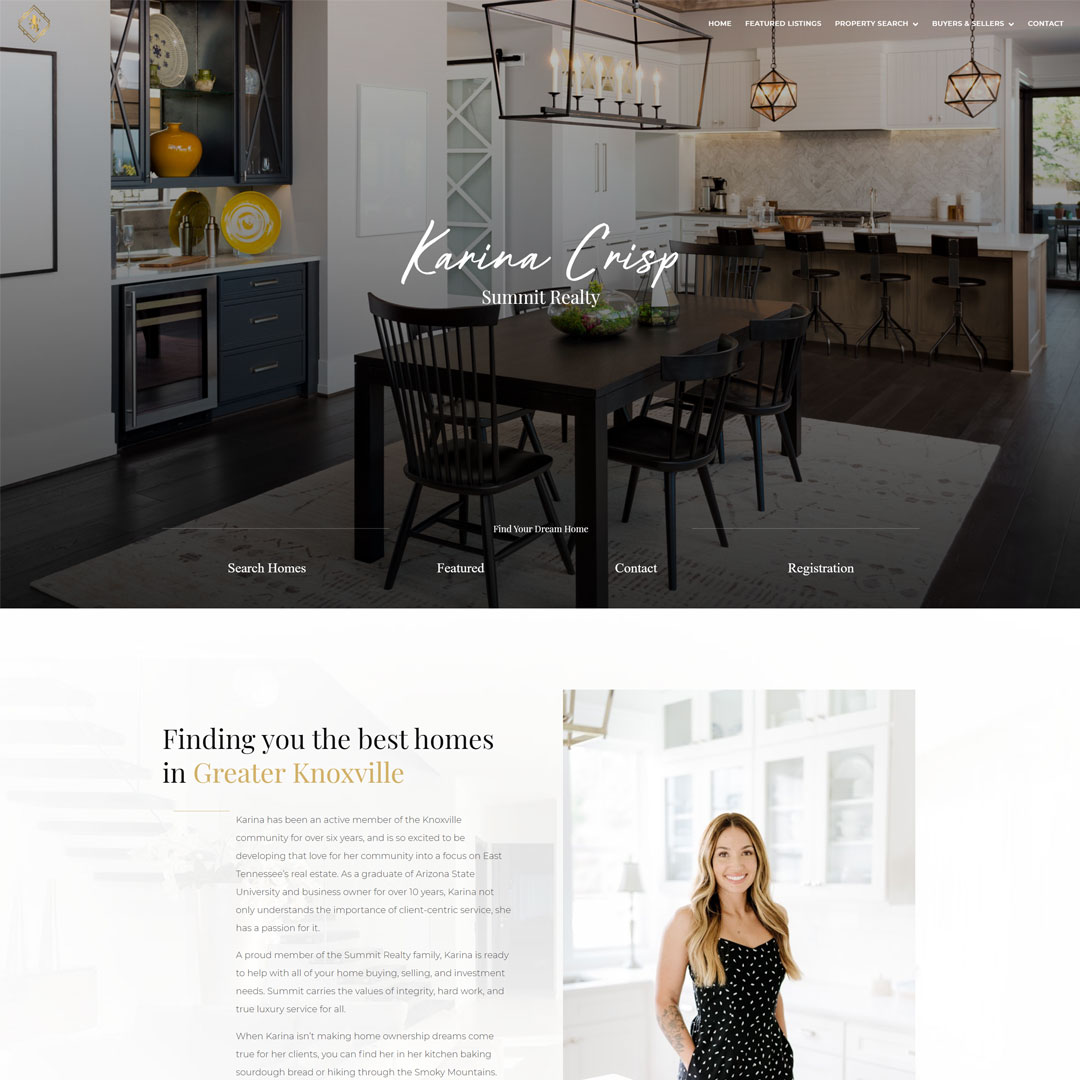 HOME FEATURED LISTINGS PROPERTY SEARCH BUYERS & SELLERS CONTACT
Karina Crisp
Summit Realty
Find Your Dream Home
Search Homes Featured Contact Registration
Finding you the best homes
in Greater Knoxville
Karina has been an active member of the Knoxville
community for over six years, and is so excited to be
developing that love for her community into a focus on East
Tennessee's real estate. As a graduate of Arizona State
University and business owner for over 10 years, Karina not
only understands the importance of client-centric service, she
has a passion for it.
A proud member of the Summit Realty family, Karina is ready
to help with all of your home buying, selling, and investment
needs. Summit carries the values of integrity, hard work, and
true luxury service for all.
When Karina isn't making home ownership dreams come
true for her clients, you can find her in her kitchen baking
sourdough bread or hiking through the Smoky Mountains.